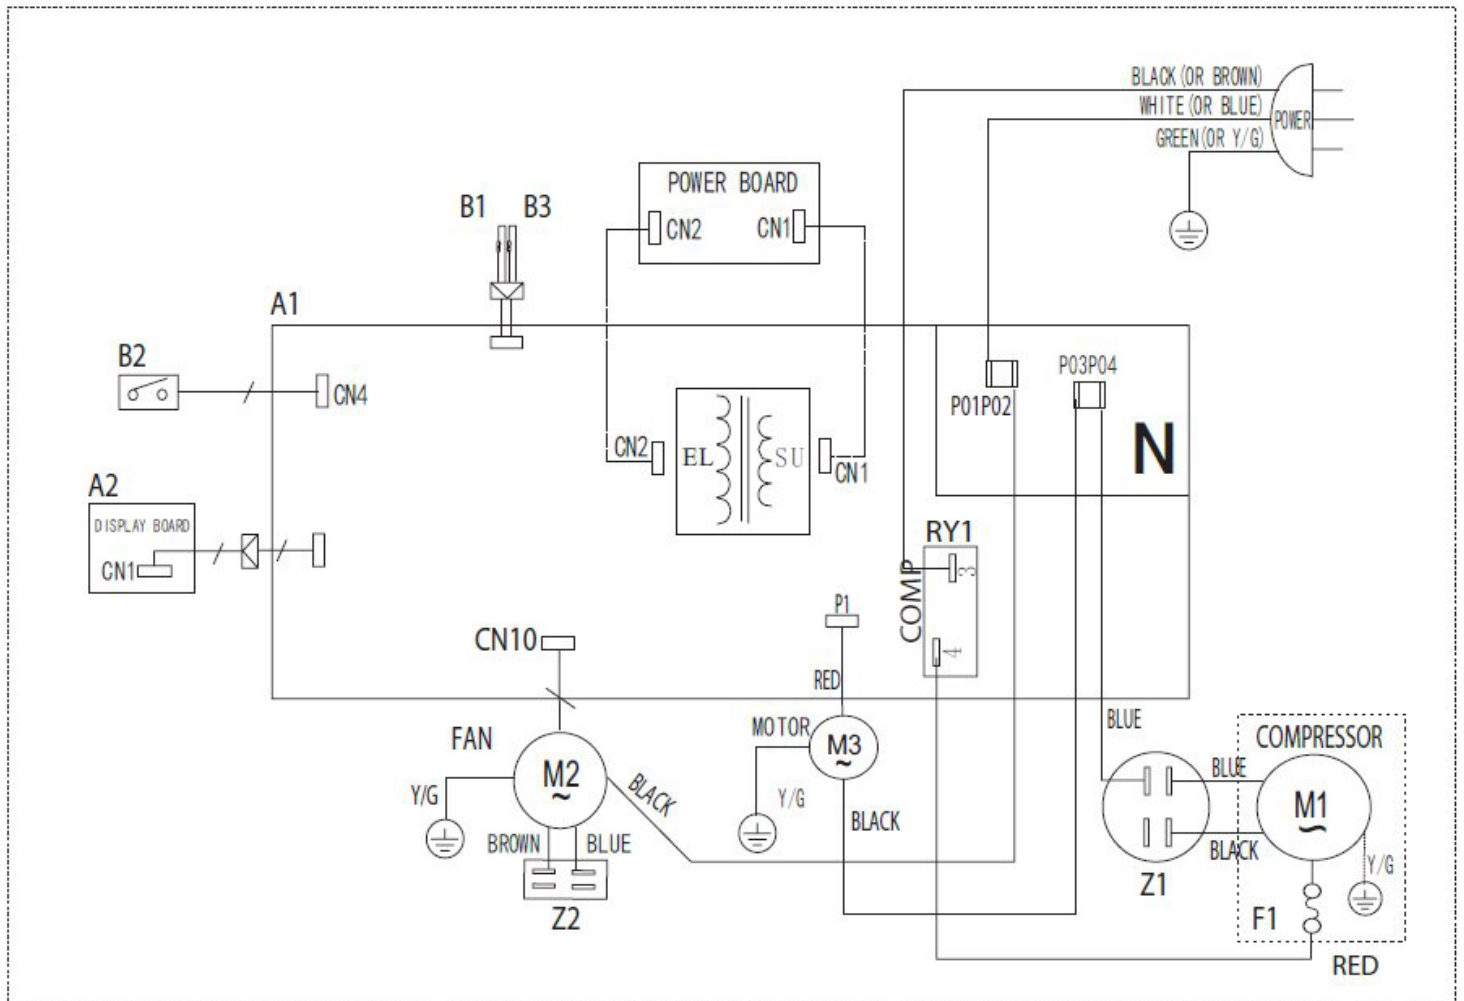 BLACK(OR BROWN)
WHITE(OR BLUE)
POWER
GREEN(OR Y/G)
POWER BOARD
CN2 CN1
B1 B3
A1
B2
CN4
P03P04
P01P02
N
CN2
EL SU
CN1
A2
DISPLAY BOARD
CN1
RY1
COMP
3
4
P1
CN10
RED
FAN
MOTOR
M3
~
BLUE
COMPRESSOR
M2
~
BLACK
Y/G
Y/G
BLACK
BLUE
M1
~
BROWN BLUE
BLACK
Y/G
Z2
Z1
F1
RED